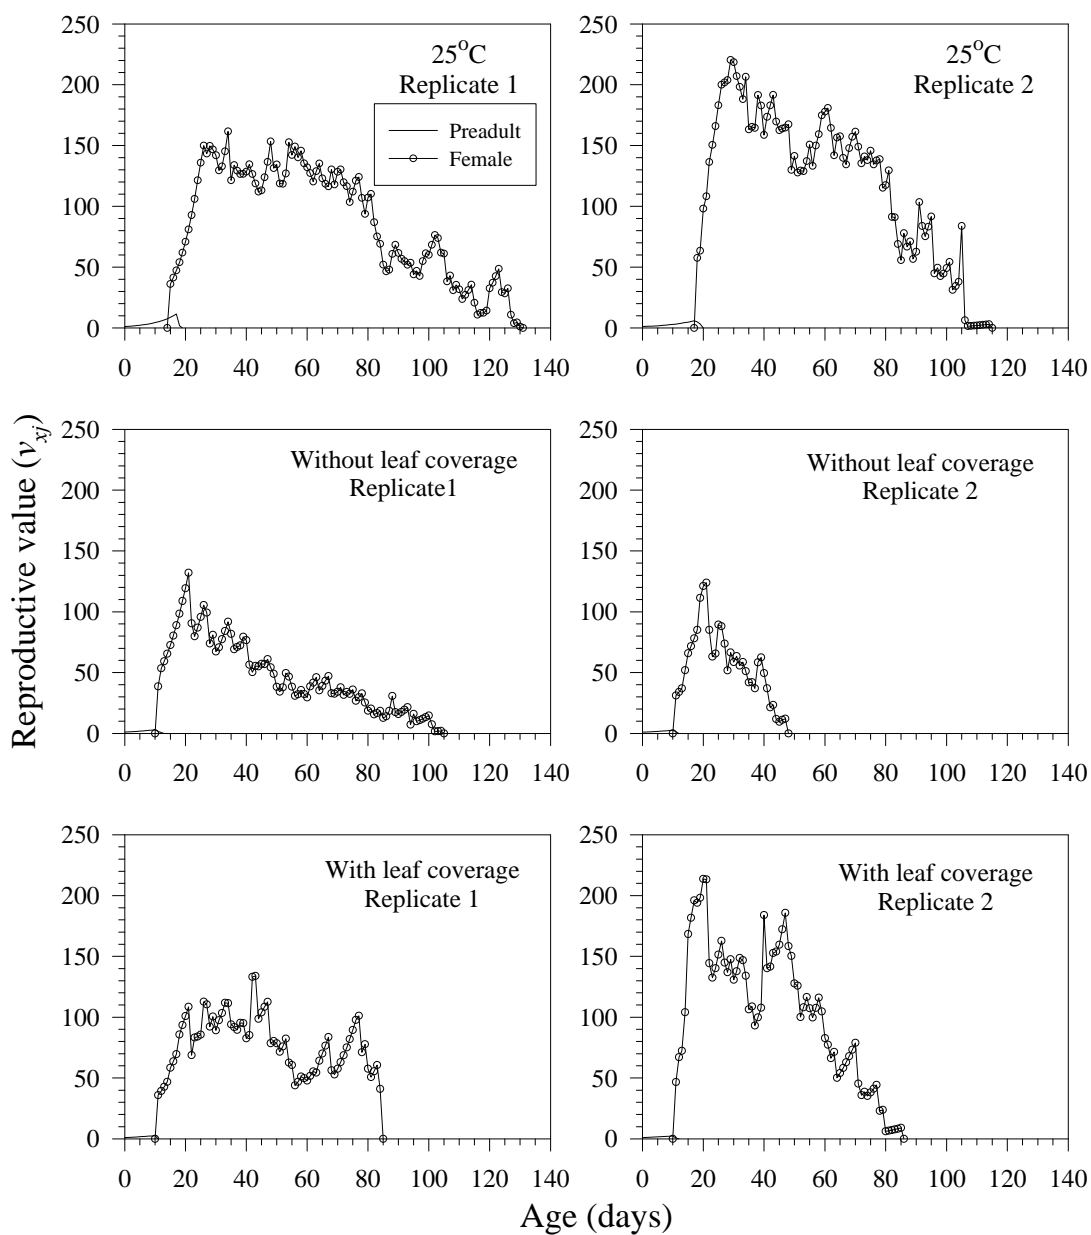 25°C
Replicate 1
Preadult
Female
250
200
150
100
50
0
0 20 40 60 80 100 120 140
25°C
Replicate 2
250
200
150
100
50
0
0 20 40 60 80 100 120 140
Reproductive value (vxj)
Without leaf coverage
Replicate1
250
200
150
100
50
0
0 20 40 60 80 100 120 140
Without leaf coverage
Replicate 2
250
200
150
100
50
0
0 20 40 60 80 100 120 140
With leaf coverage
Replicate 1
250
200
150
100
50
0
0 20 40 60 80 100 120 140
With leaf coverage
Replicate 2
250
200
150
100
50
0
0 20 40 60 80 100 120 140
Age (days)